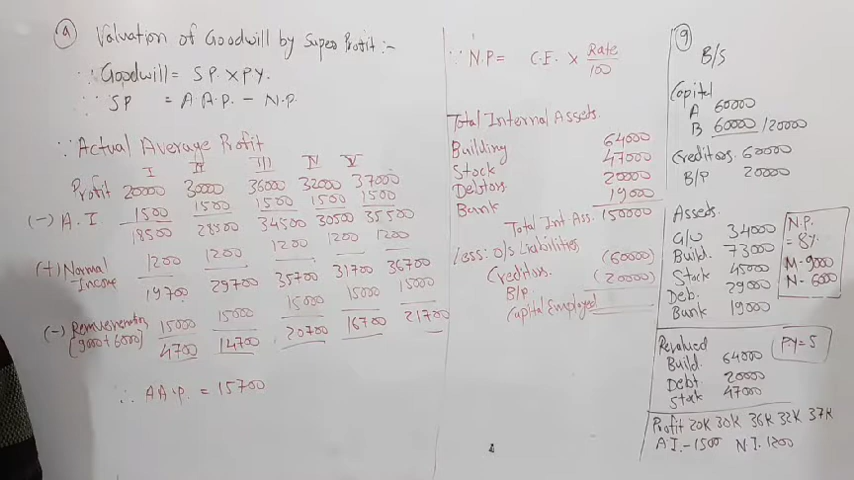 (9) Valuation of Goodwill by Super Profit :-
∴ Goodwill = SP. x PY.
∴ SP = A.A.P. - N.P.
∵ Actual Average Profit
I II III IV V
Profit 20000 30000 36000 32000 37000
(-) A.I 1500 1500 1500 1500 1500
18500 28500 34500 30500 35500
(+) Normal Income 1200 1200 1200 1200 1200
19700 29700 35700 31700 36700
(-) Remuneration 15000 15000 15000 15000 15000
[9000+6000] 4700 14700 20700 16700 21700
∴ A A.P. = 15700
∵ N.P. = C.E. x Rate/100
Total Internal Assets.
Building 64000
Stock 47000
Debtors 20000
Bank 19000
Total Int. Ass. 150000
Less: O/s Liabilities
Creditors. (60000)
B/P (20000)
Capital Employed
(9) B/S
Capital
A 60000
B 60000 /120000
Creditors. 60000
B/P 20000
Assets.
G/W 34000
Build. 73000
Stock 45000
Deb. 29000
Bank 19000
N.P.
= 8%
M-9000
N-6000
Revalued
Build. 64000
Debt. 20000
Stock 47000
PY=5
Profit 20K 30K 36K 32K 37K
A.I.-1500 N.I. 1200